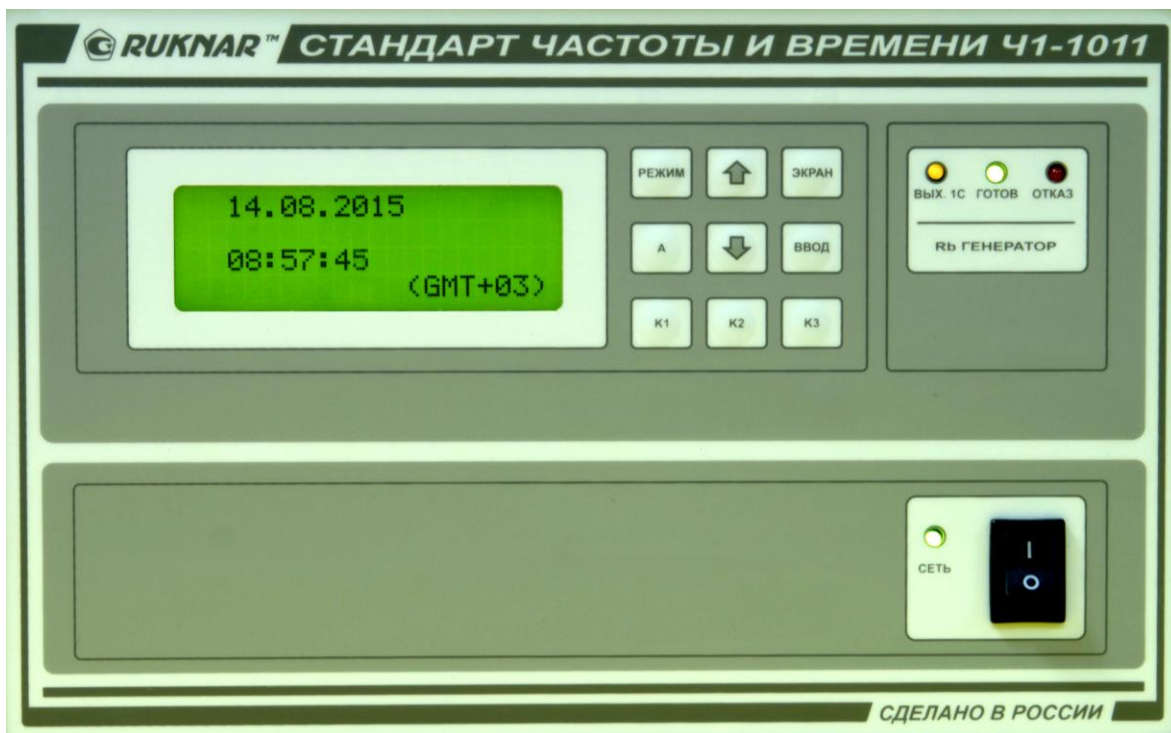 RUKNAR™ СТАНДАРТ ЧАСТОТЫ И ВРЕМЕНИ Ч1-1011
14.08.2015
08:57:45
(GMT+03)
РЕЖИМ ЭКРАН
А ВВОД
К1 К2 К3
ВЫХ. 1С ГОТОВ ОТКАЗ
Rb ГЕНЕРАТОР
СЕТЬ
I
O
СДЕЛАНО В РОССИИ